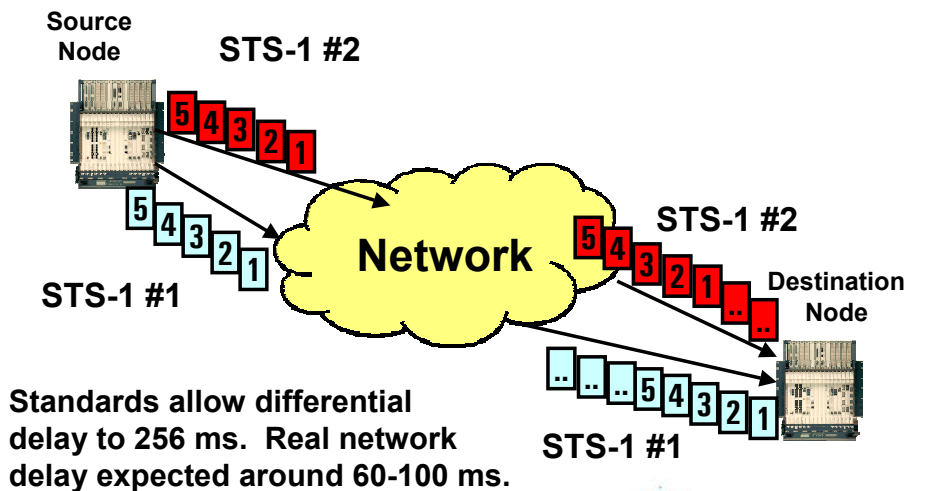 Source
Node
STS-1 #2
5 4 3 2 1
5 4 3 2 1
STS-1 #1
Network
STS-1 #2
5 4 3 2 1 .. ..
Destination
Node
.. .. .. 5 4 3 2 1
STS-1 #1
Standards allow differential
delay to 256 ms.  Real network
delay expected around 60-100 ms.